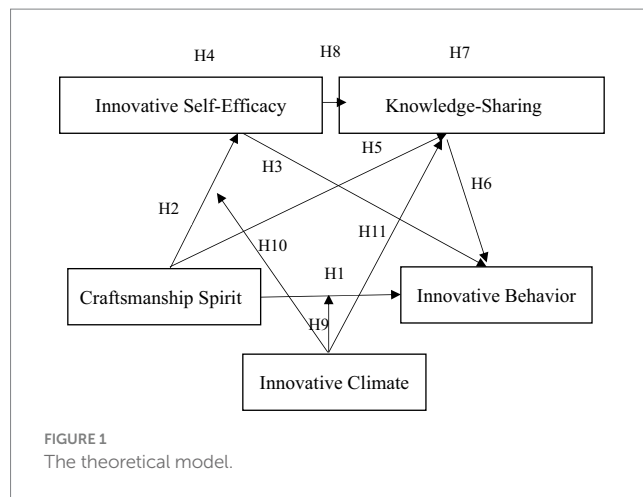 H4
H8
H7
Innovative Self-Efficacy
Knowledge-Sharing
H5
H3
H6
H2
H11
H10
H1
Craftsmanship Spirit
Innovative Behavior
H9
Innovative Climate
FIGURE 1
The theoretical model.